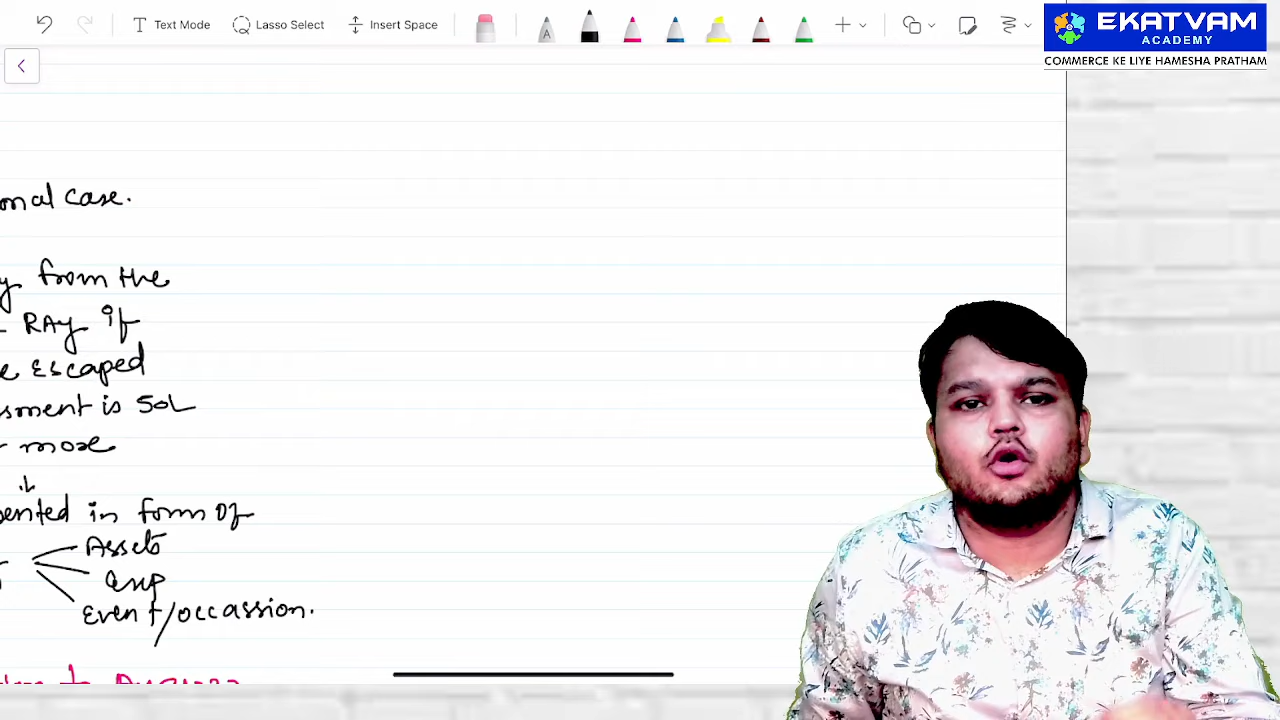 Text Mode Lasso Select Insert Space
EKATVAM
ACADEMY
COMMERCE KE LIYE HAMESHA PRATHAM
onal case.
y from the
RAY if
e Escaped
ssment is 50L
more
in form of
Assets
Exp
Event/occassion.